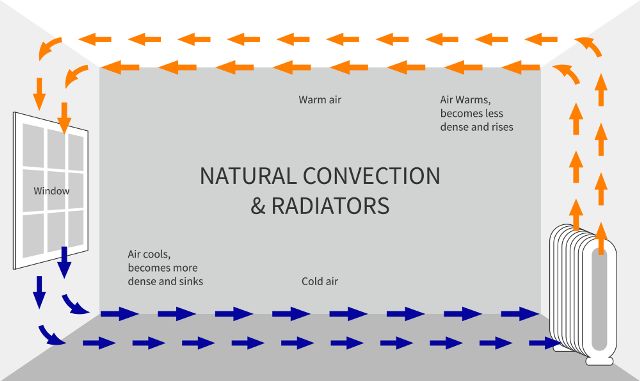 Warm air
Air Warms,
becomes less
dense and rises
NATURAL CONVECTION
& RADIATORS
Window
Air cools,
becomes more
dense and sinks
Cold air